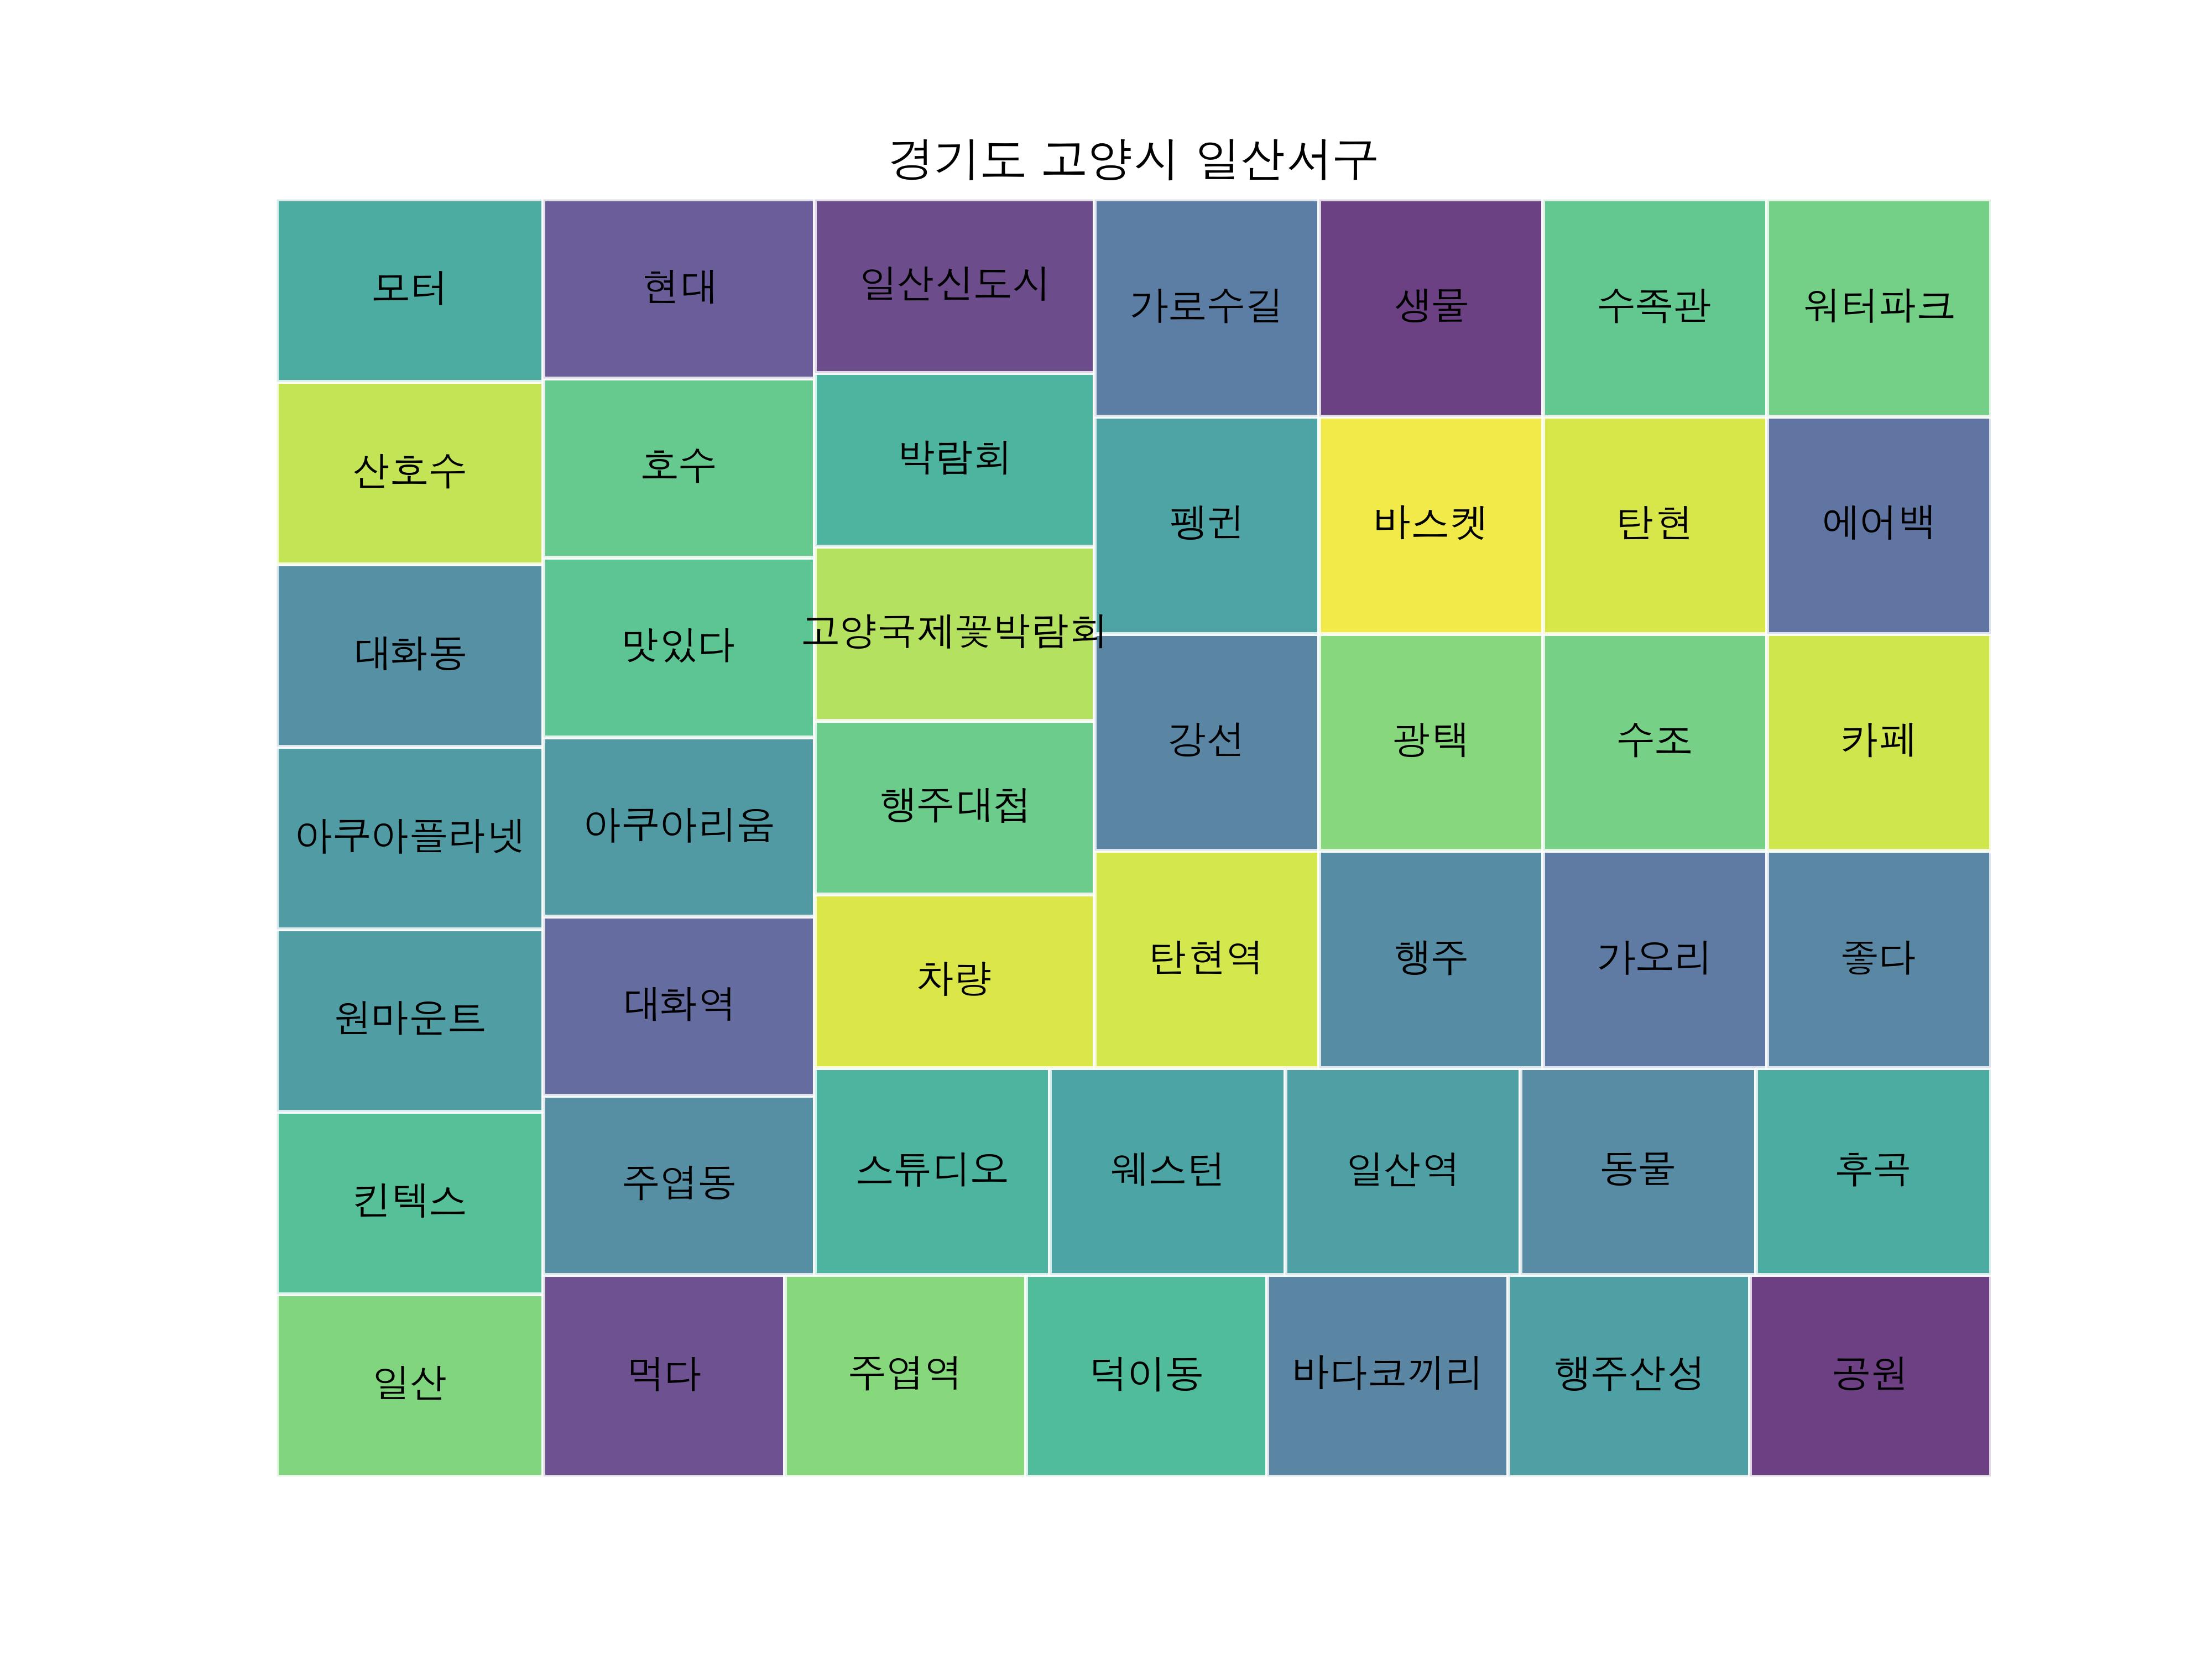 경기도 고양시 일산서구
모터
현대
일산신도시
가로수길
생물
수족관
워터파크
산호수
호수
박람회
펭귄
바스켓
탄현
에어백
대화동
맛있다
고양국제꽃박람회
강선
광택
수조
카페
아쿠아플라넷
아쿠아리움
행주대첩
탄현역
행주
가오리
좋다
원마운트
대화역
차량
킨텍스
주엽동
스튜디오
웨스턴
일산역
동물
후곡
일산
먹다
주엽역
덕이동
바다코끼리
행주산성
공원